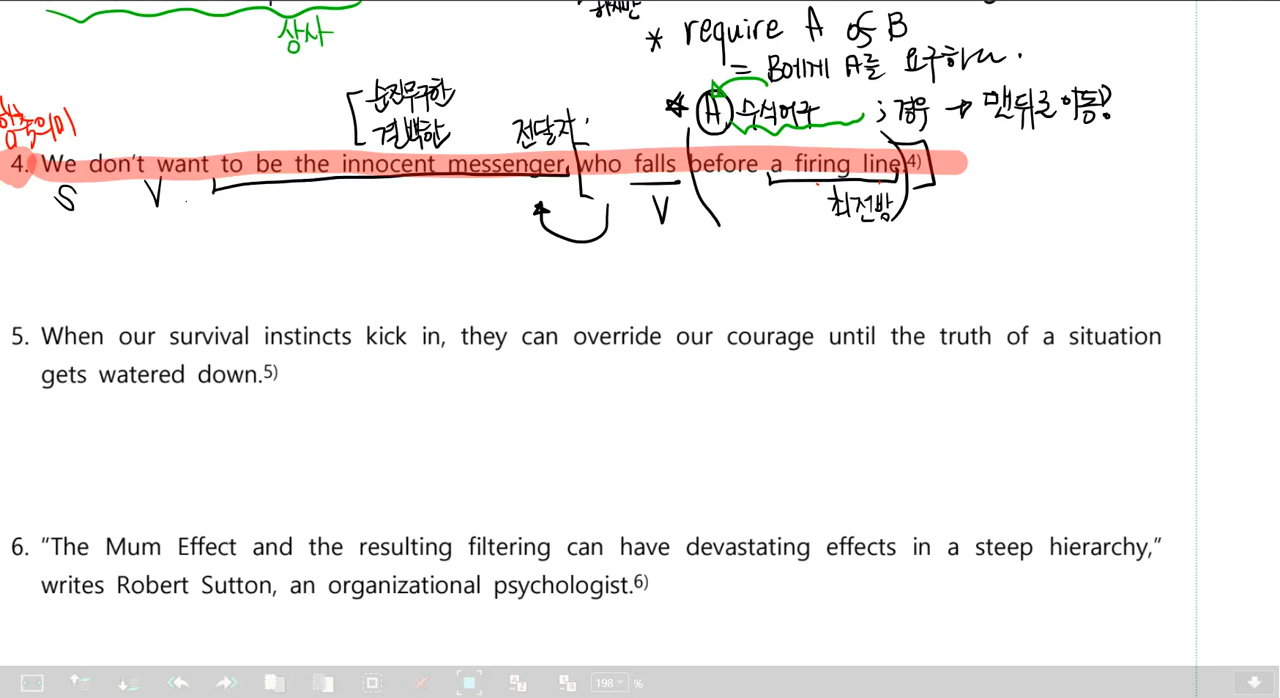 상사
* require A of B
= B에게 A를 요구하다.
* A 수식어구 ; 경우 → 맨뒤로 이동!
순진무구한
결백한
전달자
4. We don't want to be the innocent messenger, who falls before a firing line.4)
S V V
최전방
5. When our survival instincts kick in, they can override our courage until the truth of a situation
gets watered down.5)
6. “The Mum Effect and the resulting filtering can have devastating effects in a steep hierarchy,”
writes Robert Sutton, an organizational psychologist.6)
198 %